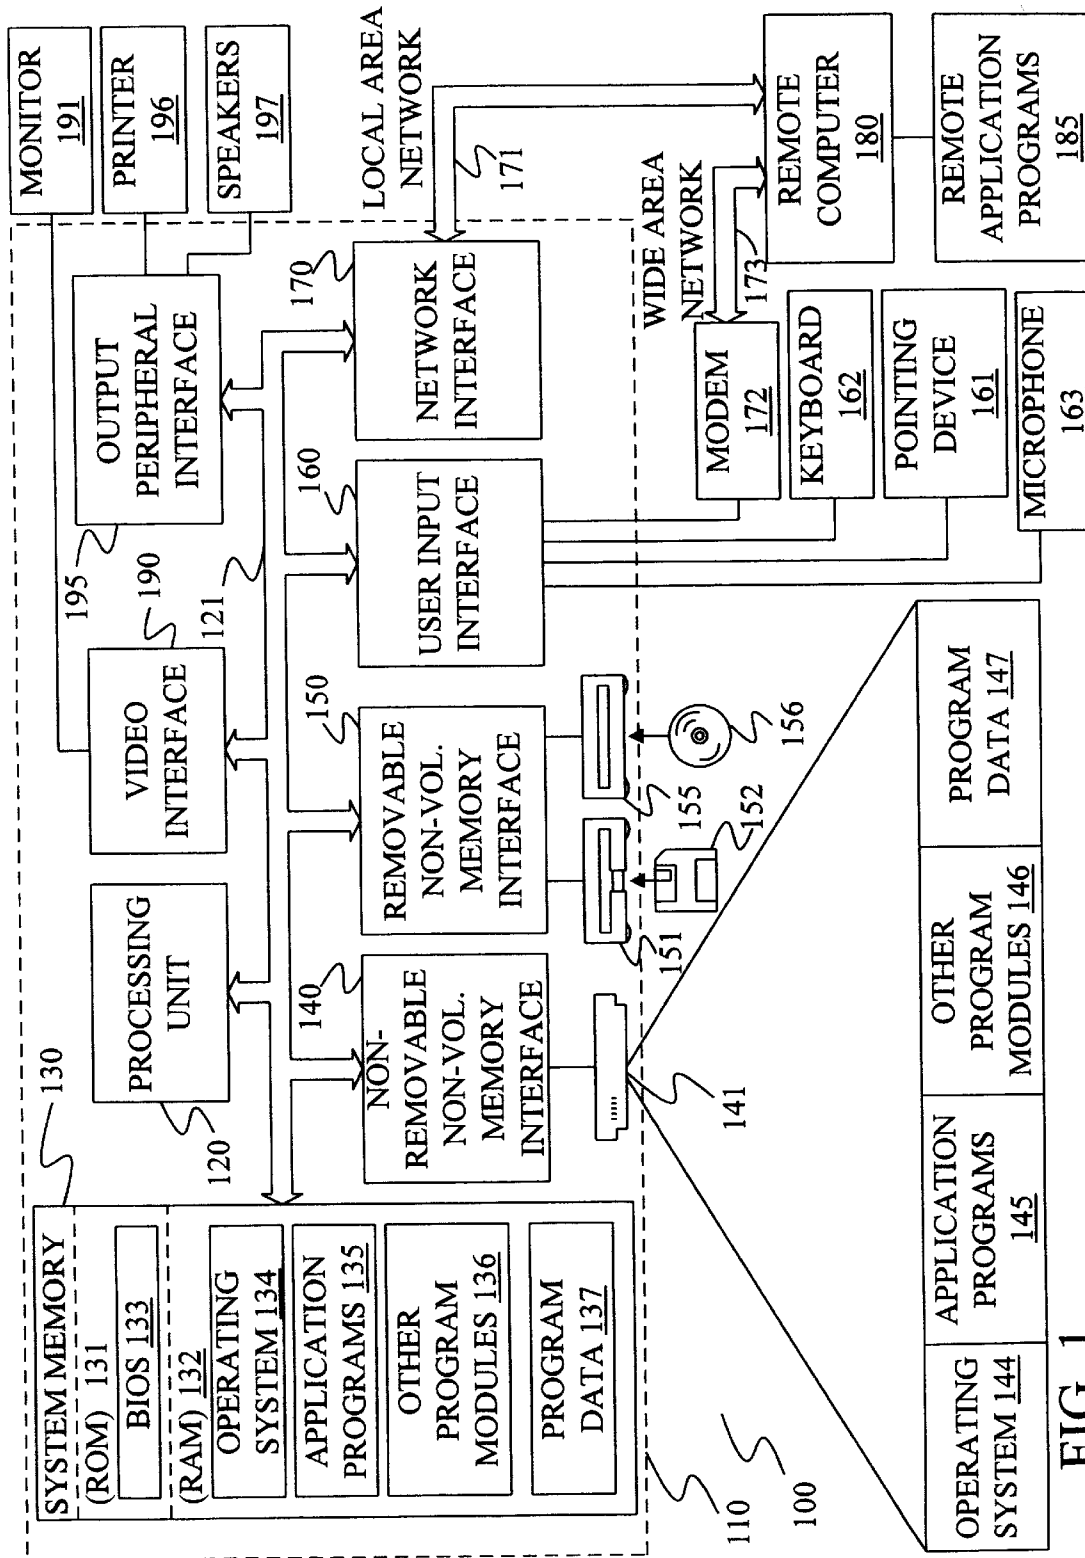 SYSTEM MEMORY
(ROM) 131
BIOS 133
(RAM) 132
OPERATING
SYSTEM 134
APPLICATION
PROGRAMS 135
OTHER
PROGRAM
MODULES 136
PROGRAM
DATA 137
130
PROCESSING
UNIT
120
VIDEO
INTERFACE
190
OUTPUT
PERIPHERAL
INTERFACE
195
121
MONITOR
191
PRINTER
196
SPEAKERS
197
NON-
REMOVABLE
NON-VOL.
MEMORY
INTERFACE
140
REMOVABLE
NON-VOL.
MEMORY
INTERFACE
150
USER INPUT
INTERFACE
160
NETWORK
INTERFACE
170
LOCAL AREA
NETWORK
171
141
151
152
155
156
WIDE AREA
NETWORK
173
MODEM
172
KEYBOARD
162
POINTING
DEVICE
161
MICROPHONE
163
REMOTE
COMPUTER
180
REMOTE
APPLICATION
PROGRAMS
185
110
100
OPERATING
SYSTEM 144
APPLICATION
PROGRAMS
145
OTHER
PROGRAM
MODULES 146
PROGRAM
DATA 147
FIG. 1